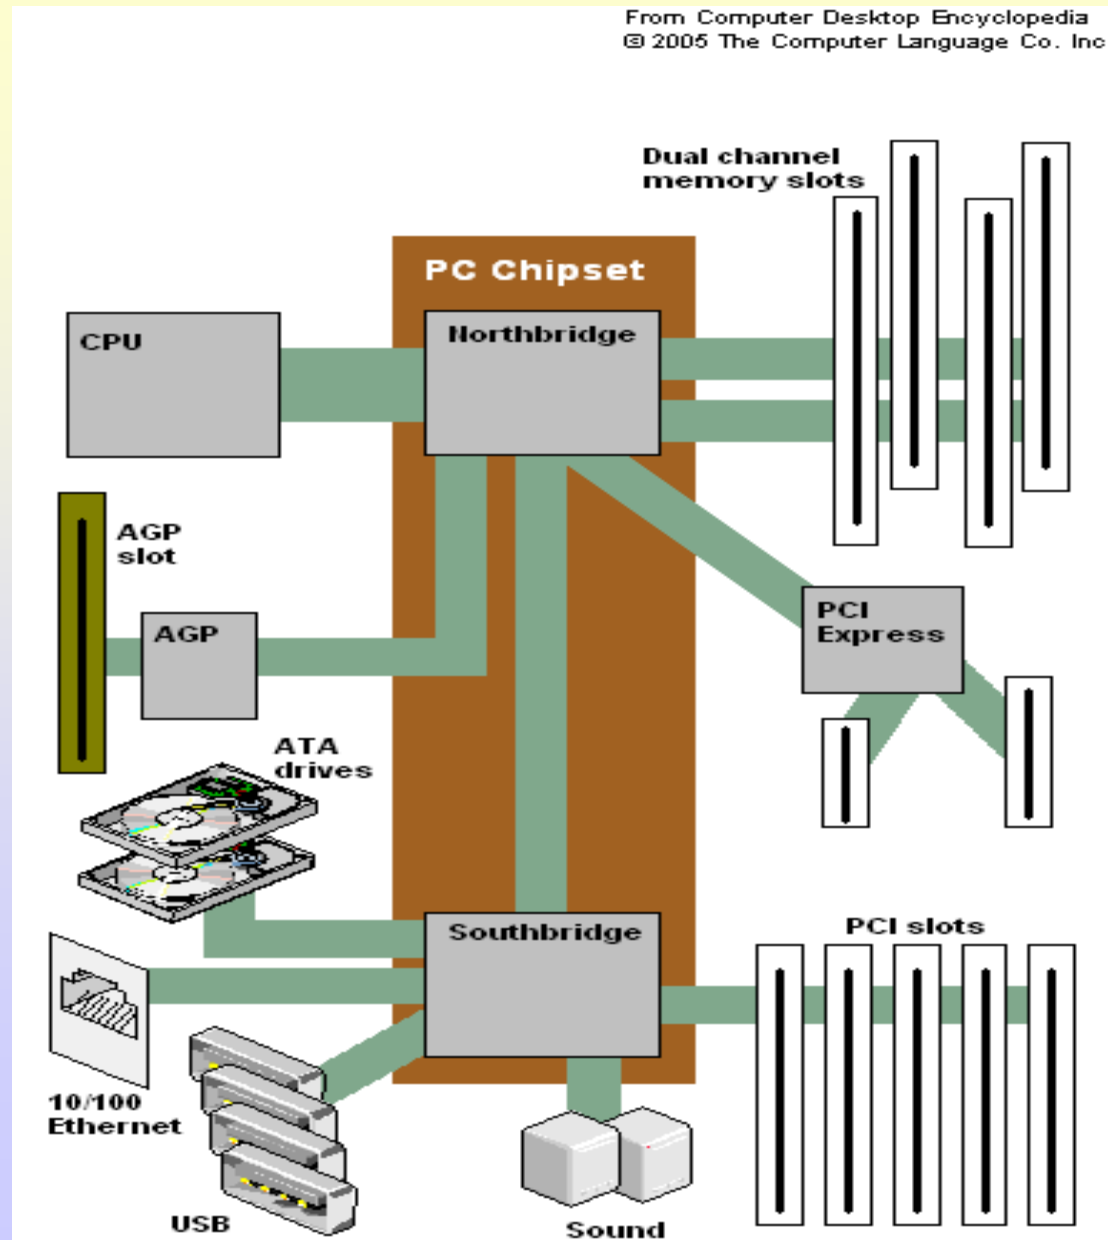 From Computer Desktop Encyclopedia
© 2005 The Computer Language Co. Inc
Dual channel
memory slots
PC Chipset
CPU
Northbridge
AGP
slot
AGP
PCI
Express
ATA
drives
Southbridge
PCI slots
10/100
Ethernet
USB
Sound